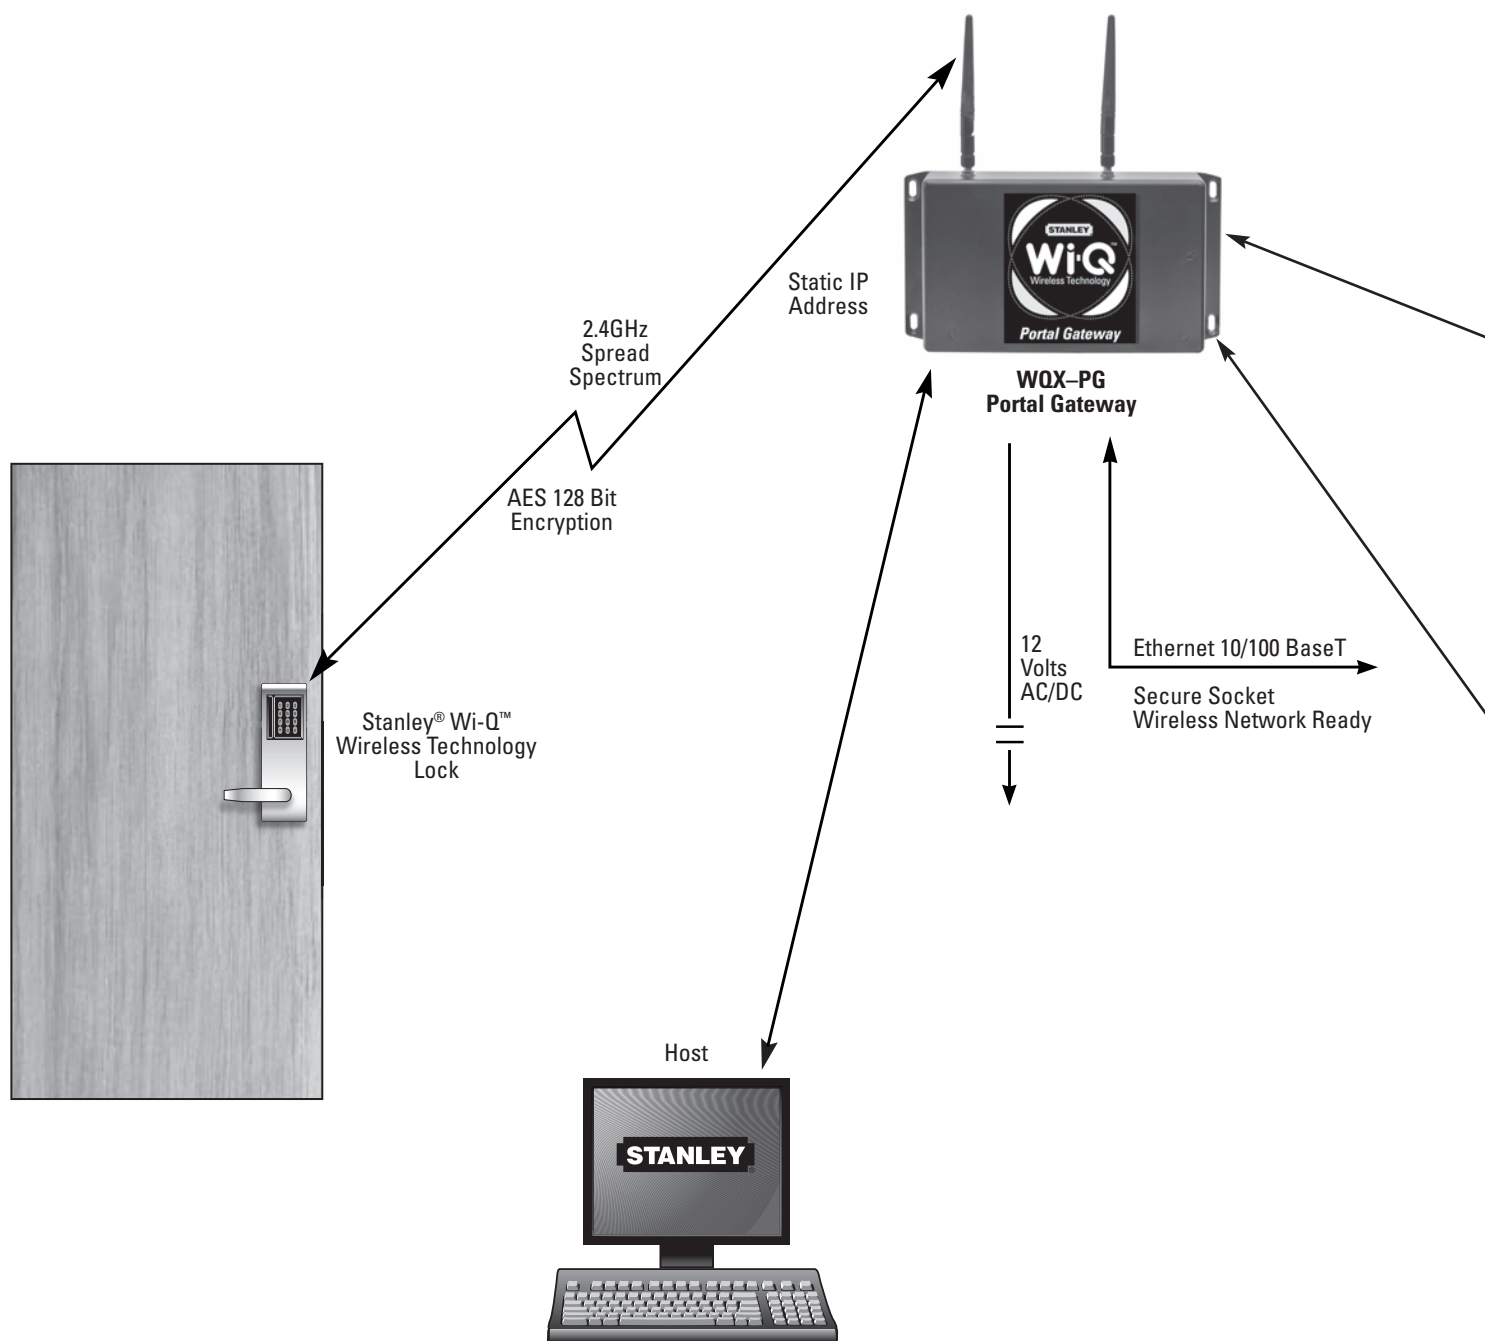 STANLEY
Wi-Q™
Wireless Technology
Portal Gateway
Static IP
Address
2.4GHz
Spread
Spectrum
WQX–PG
Portal Gateway
AES 128 Bit
Encryption
12
Volts
AC/DC
Ethernet 10/100 BaseT
Secure Socket
Wireless Network Ready
Stanley® Wi-Q™
Wireless Technology
Lock
Host
STANLEY®